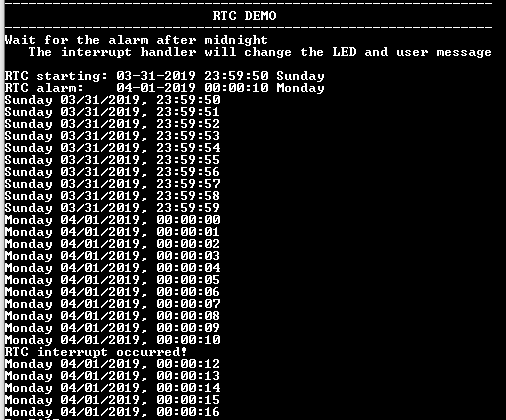 --------------------------------------------------------------
RTC DEMO
--------------------------------------------------------------
Wait for the alarm after midnight
The interrupt handler will change the LED and user message
RTC starting: 03-31-2019 23:59:50 Sunday
RTC alarm: 04-01-2019 00:00:10 Monday
Sunday 03/31/2019, 23:59:50
Sunday 03/31/2019, 23:59:51
Sunday 03/31/2019, 23:59:52
Sunday 03/31/2019, 23:59:53
Sunday 03/31/2019, 23:59:54
Sunday 03/31/2019, 23:59:55
Sunday 03/31/2019, 23:59:56
Sunday 03/31/2019, 23:59:57
Sunday 03/31/2019, 23:59:58
Sunday 03/31/2019, 23:59:59
Monday 04/01/2019, 00:00:00
Monday 04/01/2019, 00:00:01
Monday 04/01/2019, 00:00:02
Monday 04/01/2019, 00:00:03
Monday 04/01/2019, 00:00:04
Monday 04/01/2019, 00:00:05
Monday 04/01/2019, 00:00:06
Monday 04/01/2019, 00:00:07
Monday 04/01/2019, 00:00:08
Monday 04/01/2019, 00:00:09
Monday 04/01/2019, 00:00:10
RTC interrupt occurred!
Monday 04/01/2019, 00:00:12
Monday 04/01/2019, 00:00:13
Monday 04/01/2019, 00:00:14
Monday 04/01/2019, 00:00:15
Monday 04/01/2019, 00:00:16